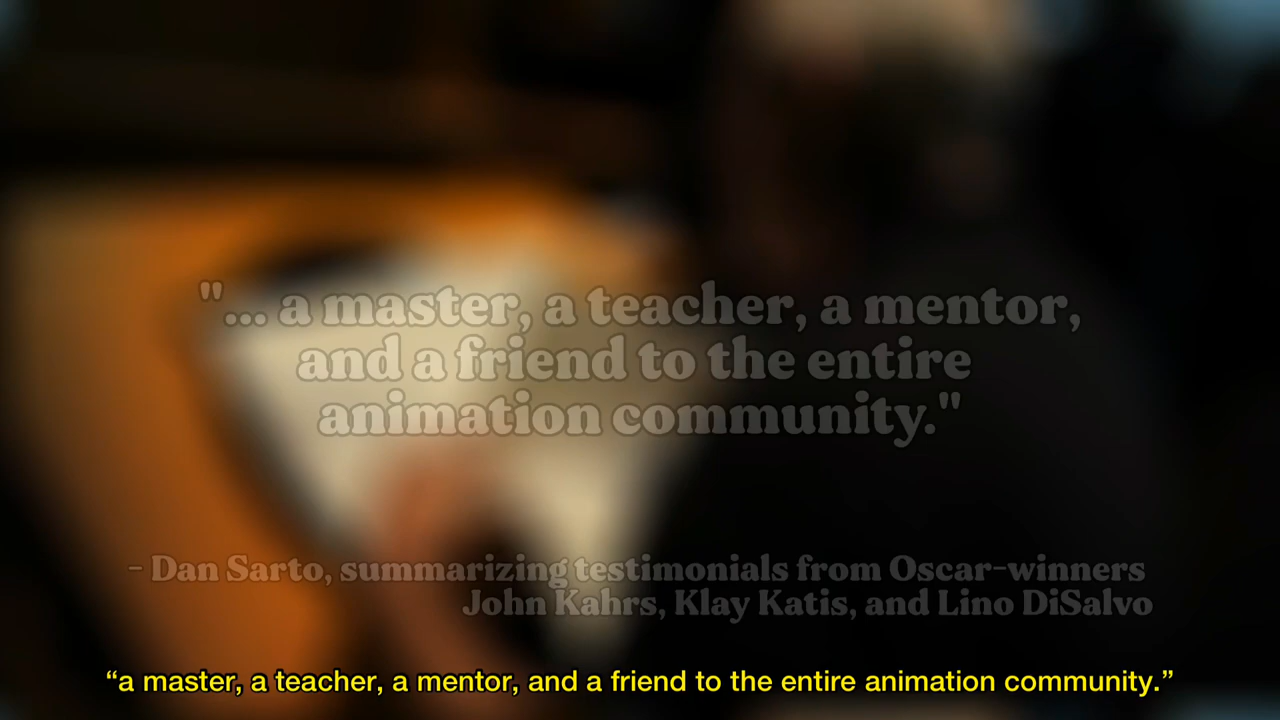 "... a master, a teacher, a mentor,
and a friend to the entire
animation community."
- Dan Sarto, summarizing testimonials from Oscar-winners
John Kahrs, Klay Katis, and Lino DiSalvo
“a master, a teacher, a mentor, and a friend to the entire animation community.”